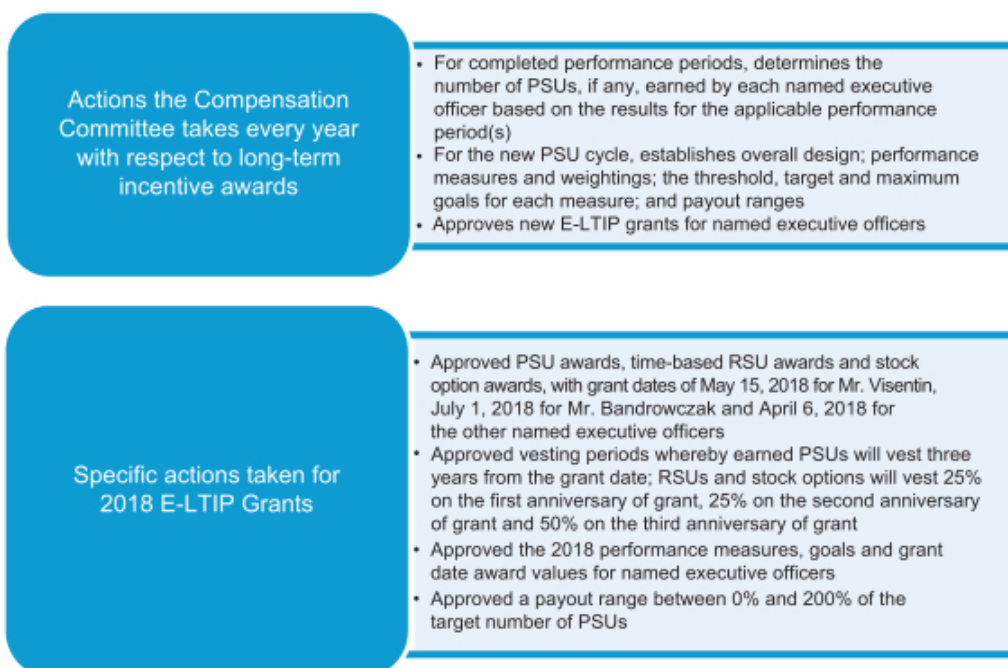 Actions the Compensation
Committee takes every year
with respect to long-term
incentive awards
• For completed performance periods, determines the
number of PSUs, if any, earned by each named executive
officer based on the results for the applicable performance
period(s)
• For the new PSU cycle, establishes overall design; performance
measures and weightings; the threshold, target and maximum
goals for each measure; and payout ranges
• Approves new E-LTIP grants for named executive officers
Specific actions taken for
2018 E-LTIP Grants
• Approved PSU awards, time-based RSU awards and stock
option awards, with grant dates of May 15, 2018 for Mr. Visentin,
July 1, 2018 for Mr. Bandrowczak and April 6, 2018 for
the other named executive officers
• Approved vesting periods whereby earned PSUs will vest three
years from the grant date; RSUs and stock options will vest 25%
on the first anniversary of grant, 25% on the second anniversary
of grant and 50% on the third anniversary of grant
• Approved the 2018 performance measures, goals and grant
date award values for named executive officers
• Approved a payout range between 0% and 200% of the
target number of PSUs